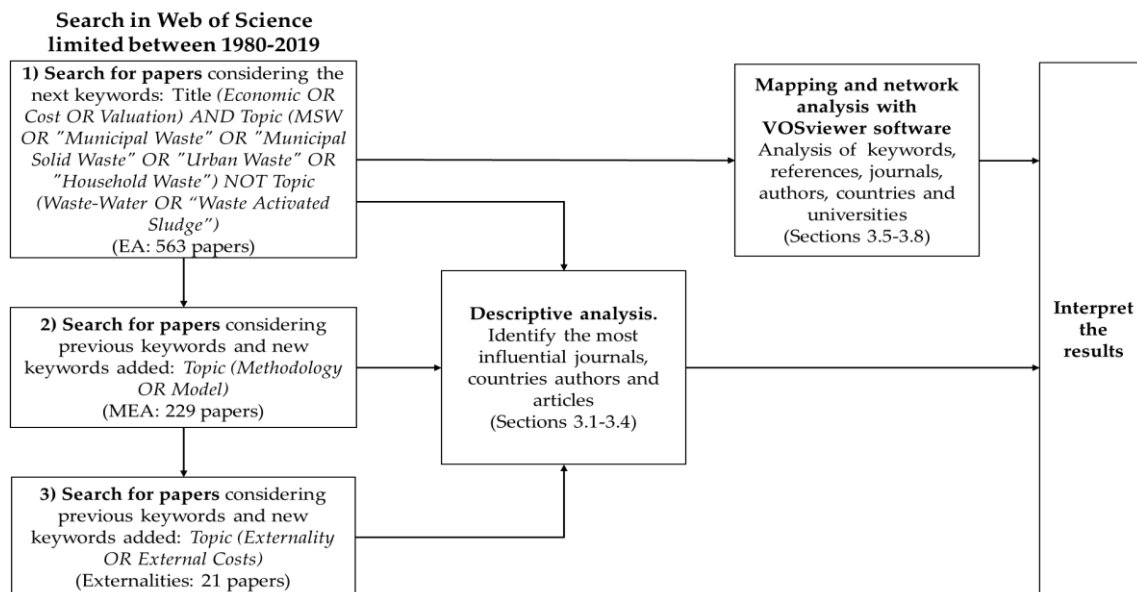 Search in Web of Science
limited between 1980-2019
1) Search for papers considering the
next keywords: Title (Economic OR
Cost OR Valuation) AND Topic (MSW
OR "Municipal Waste" OR "Municipal
Solid Waste" OR "Urban Waste" OR
"Household Waste") NOT Topic
(Waste-Water OR “Waste Activated
Sludge”)
(EA: 563 papers)
2) Search for papers considering
previous keywords and new
keywords added: Topic (Methodology
OR Model)
(MEA: 229 papers)
3) Search for papers considering
previous keywords and new
keywords added: Topic (Externality
OR External Costs)
(Externalities: 21 papers)
Descriptive analysis.
Identify the most
influential journals,
countries authors and
articles
(Sections 3.1-3.4)
Mapping and network
analysis with
VOSviewer software
Analysis of keywords,
references, journals,
authors, countries and
universities
(Sections 3.5-3.8)
Interpret
the
results